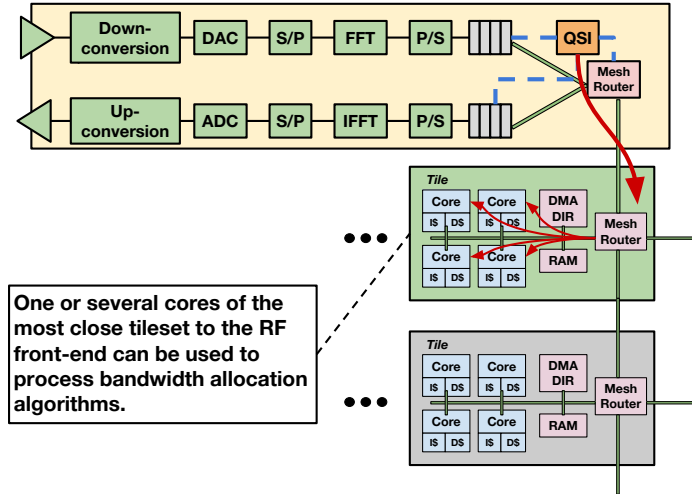 Down-
conversion
DAC
S/P
FFT
P/S
QSI
Mesh
Router
Up-
conversion
ADC
S/P
IFFT
P/S
Tile
Core
I$ D$
Core
I$ D$
DMA
DIR
Mesh
Router
Core
I$ D$
Core
I$ D$
RAM
One or several cores of the
most close tileset to the RF
front-end can be used to
process bandwidth allocation
algorithms.
Tile
Core
I$ D$
Core
I$ D$
DMA
DIR
Mesh
Router
Core
I$ D$
Core
I$ D$
RAM